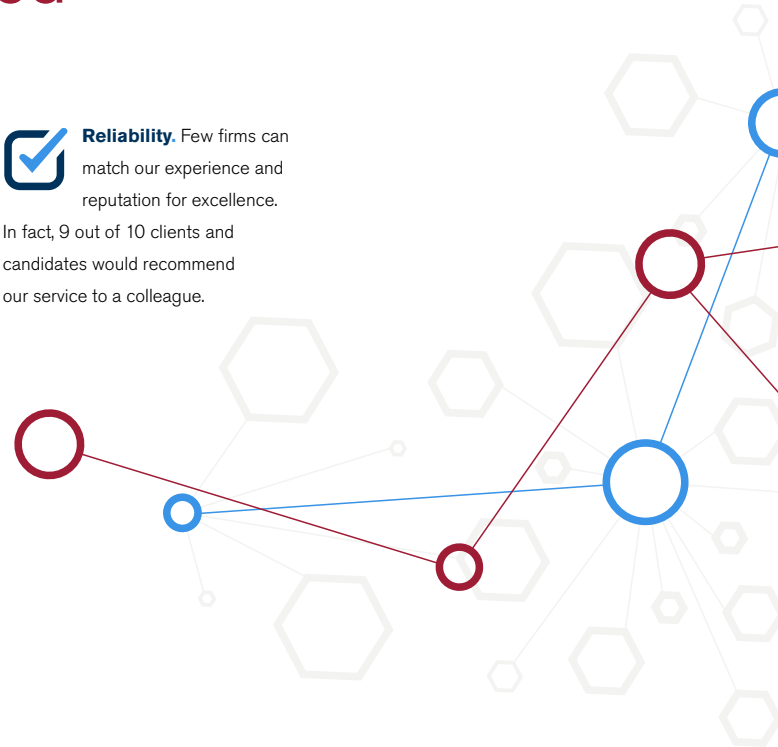 Reliability. Few firms can
match our experience and
reputation for excellence.
In fact, 9 out of 10 clients and
candidates would recommend
our service to a colleague.